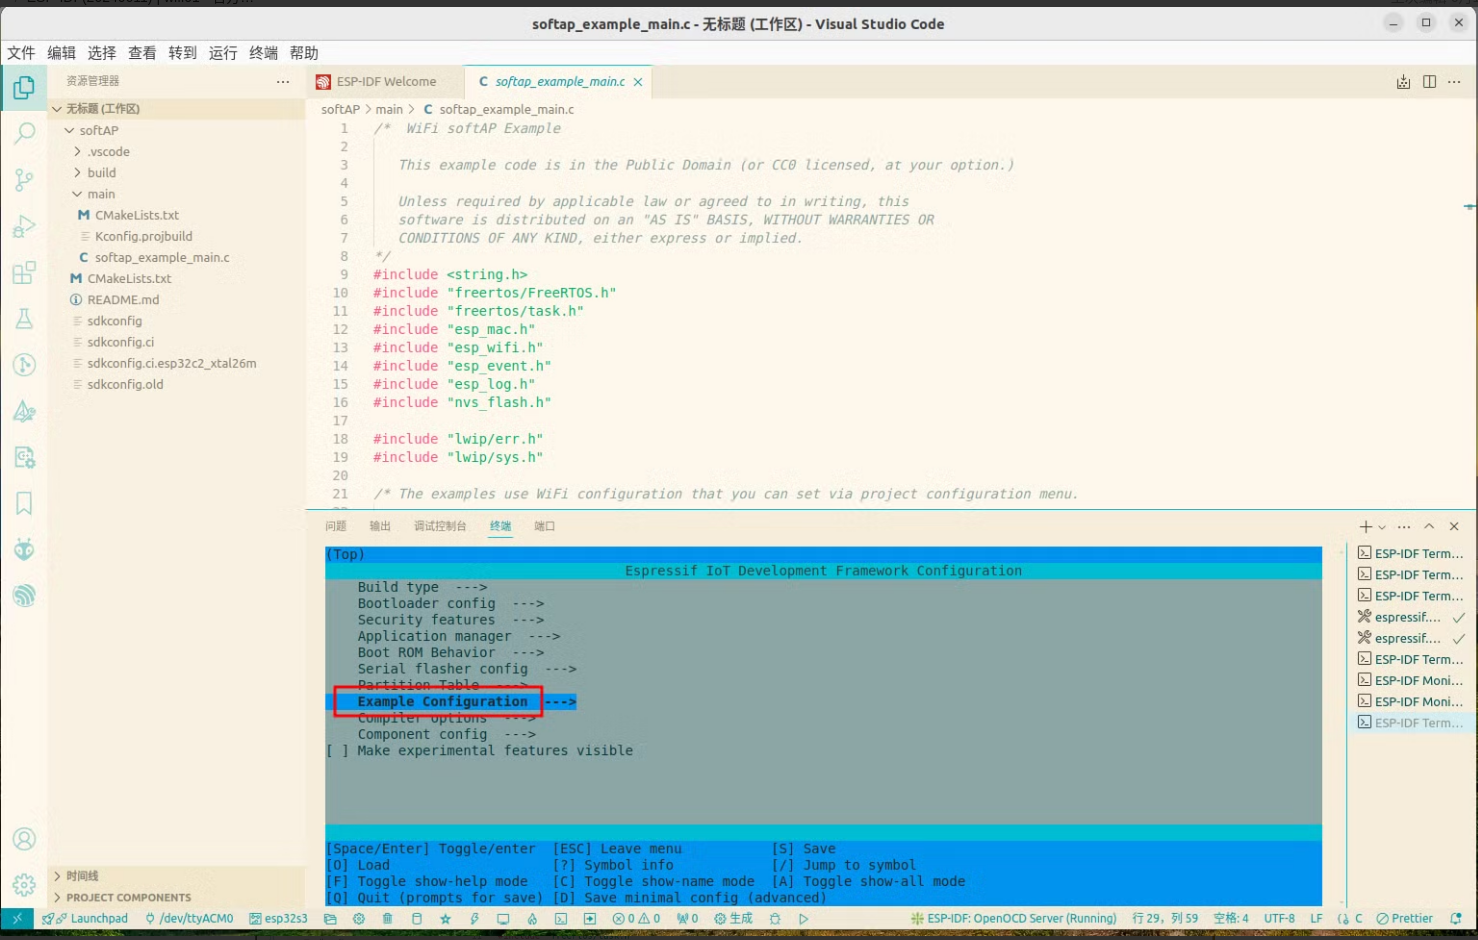 softap_example_main.c - 无标题 (工作区) - Visual Studio Code
文件 编辑 选择 查看 转到 运行 终端 帮助
资源管理器
无标题 (工作区)
softAP
.vscode
build
main
CMakeLists.txt
Kconfig.projbuild
softap_example_main.c
CMakeLists.txt
README.md
sdkconfig
sdkconfig.ci
sdkconfig.ci.esp32c2_xtal26m
sdkconfig.old
时间线
PROJECT COMPONENTS
ESP-IDF Welcome
C softap_example_main.c
softAP > main > C softap_example_main.c
1 /*  WiFi softAP Example
2
3 This example code is in the Public Domain (or CC0 licensed, at your option.)
4
5 Unless required by applicable law or agreed to in writing, this
6 software is distributed on an "AS IS" BASIS, WITHOUT WARRANTIES OR
7 CONDITIONS OF ANY KIND, either express or implied.
8 */
9 #include <string.h>
10 #include "freertos/FreeRTOS.h"
11 #include "freertos/task.h"
12 #include "esp_mac.h"
13 #include "esp_wifi.h"
14 #include "esp_event.h"
15 #include "esp_log.h"
16 #include "nvs_flash.h"
17
18 #include "lwip/err.h"
19 #include "lwip/sys.h"
20
21 /* The examples use WiFi configuration that you can set via project configuration menu.
问题 输出 调试控制台 终端 端口
(Top)
Espressif IoT Development Framework Configuration
Build type  --->
Bootloader config  --->
Security features  --->
Application manager  --->
Boot ROM Behavior  --->
Serial flasher config  --->
Partition Table  --->
Example Configuration  --->
Compiler options  --->
Component config  --->
[ ] Make experimental features visible
[Space/Enter] Toggle/enter  [ESC] Leave menu  [S] Save
[O] Load  [?] Symbol info  [/] Jump to symbol
[F] Toggle show-help mode  [C] Toggle show-name mode  [A] Toggle show-all mode
[Q] Quit (prompts for save)  [D] Save minimal config (advanced)
ESP-IDF Term...
ESP-IDF Term...
ESP-IDF Term...
espressif....
espressif....
ESP-IDF Term...
ESP-IDF Moni...
ESP-IDF Moni...
ESP-IDF Term...
Launchpad /dev/ttyACM0 esp32s3 0 0 0 生成 ESP-IDF: OpenOCD Server (Running) 行 29，列 59 空格: 4 UTF-8 LF C Prettier